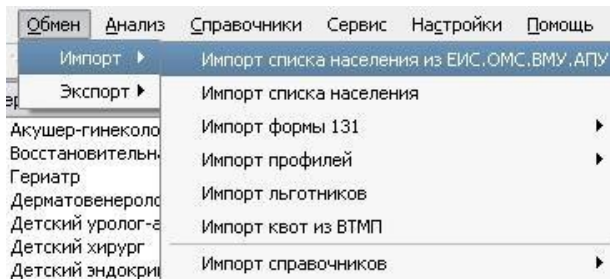 Обмен Анализ Справочники Сервис Настройки Помощь
Импорт
Импорт списка населения из ЕИС.ОМС.ВМУ.АПУ
Экспорт
Импорт списка населения
Акушер-гинеколо
Импорт формы 131
Восстановительн
Импорт профилей
Гериатр
Дерматовенероло
Импорт льготников
Детский уролог-а
Импорт квот из ВТМП
Детский хирург
Импорт справочников
Детский эндокри